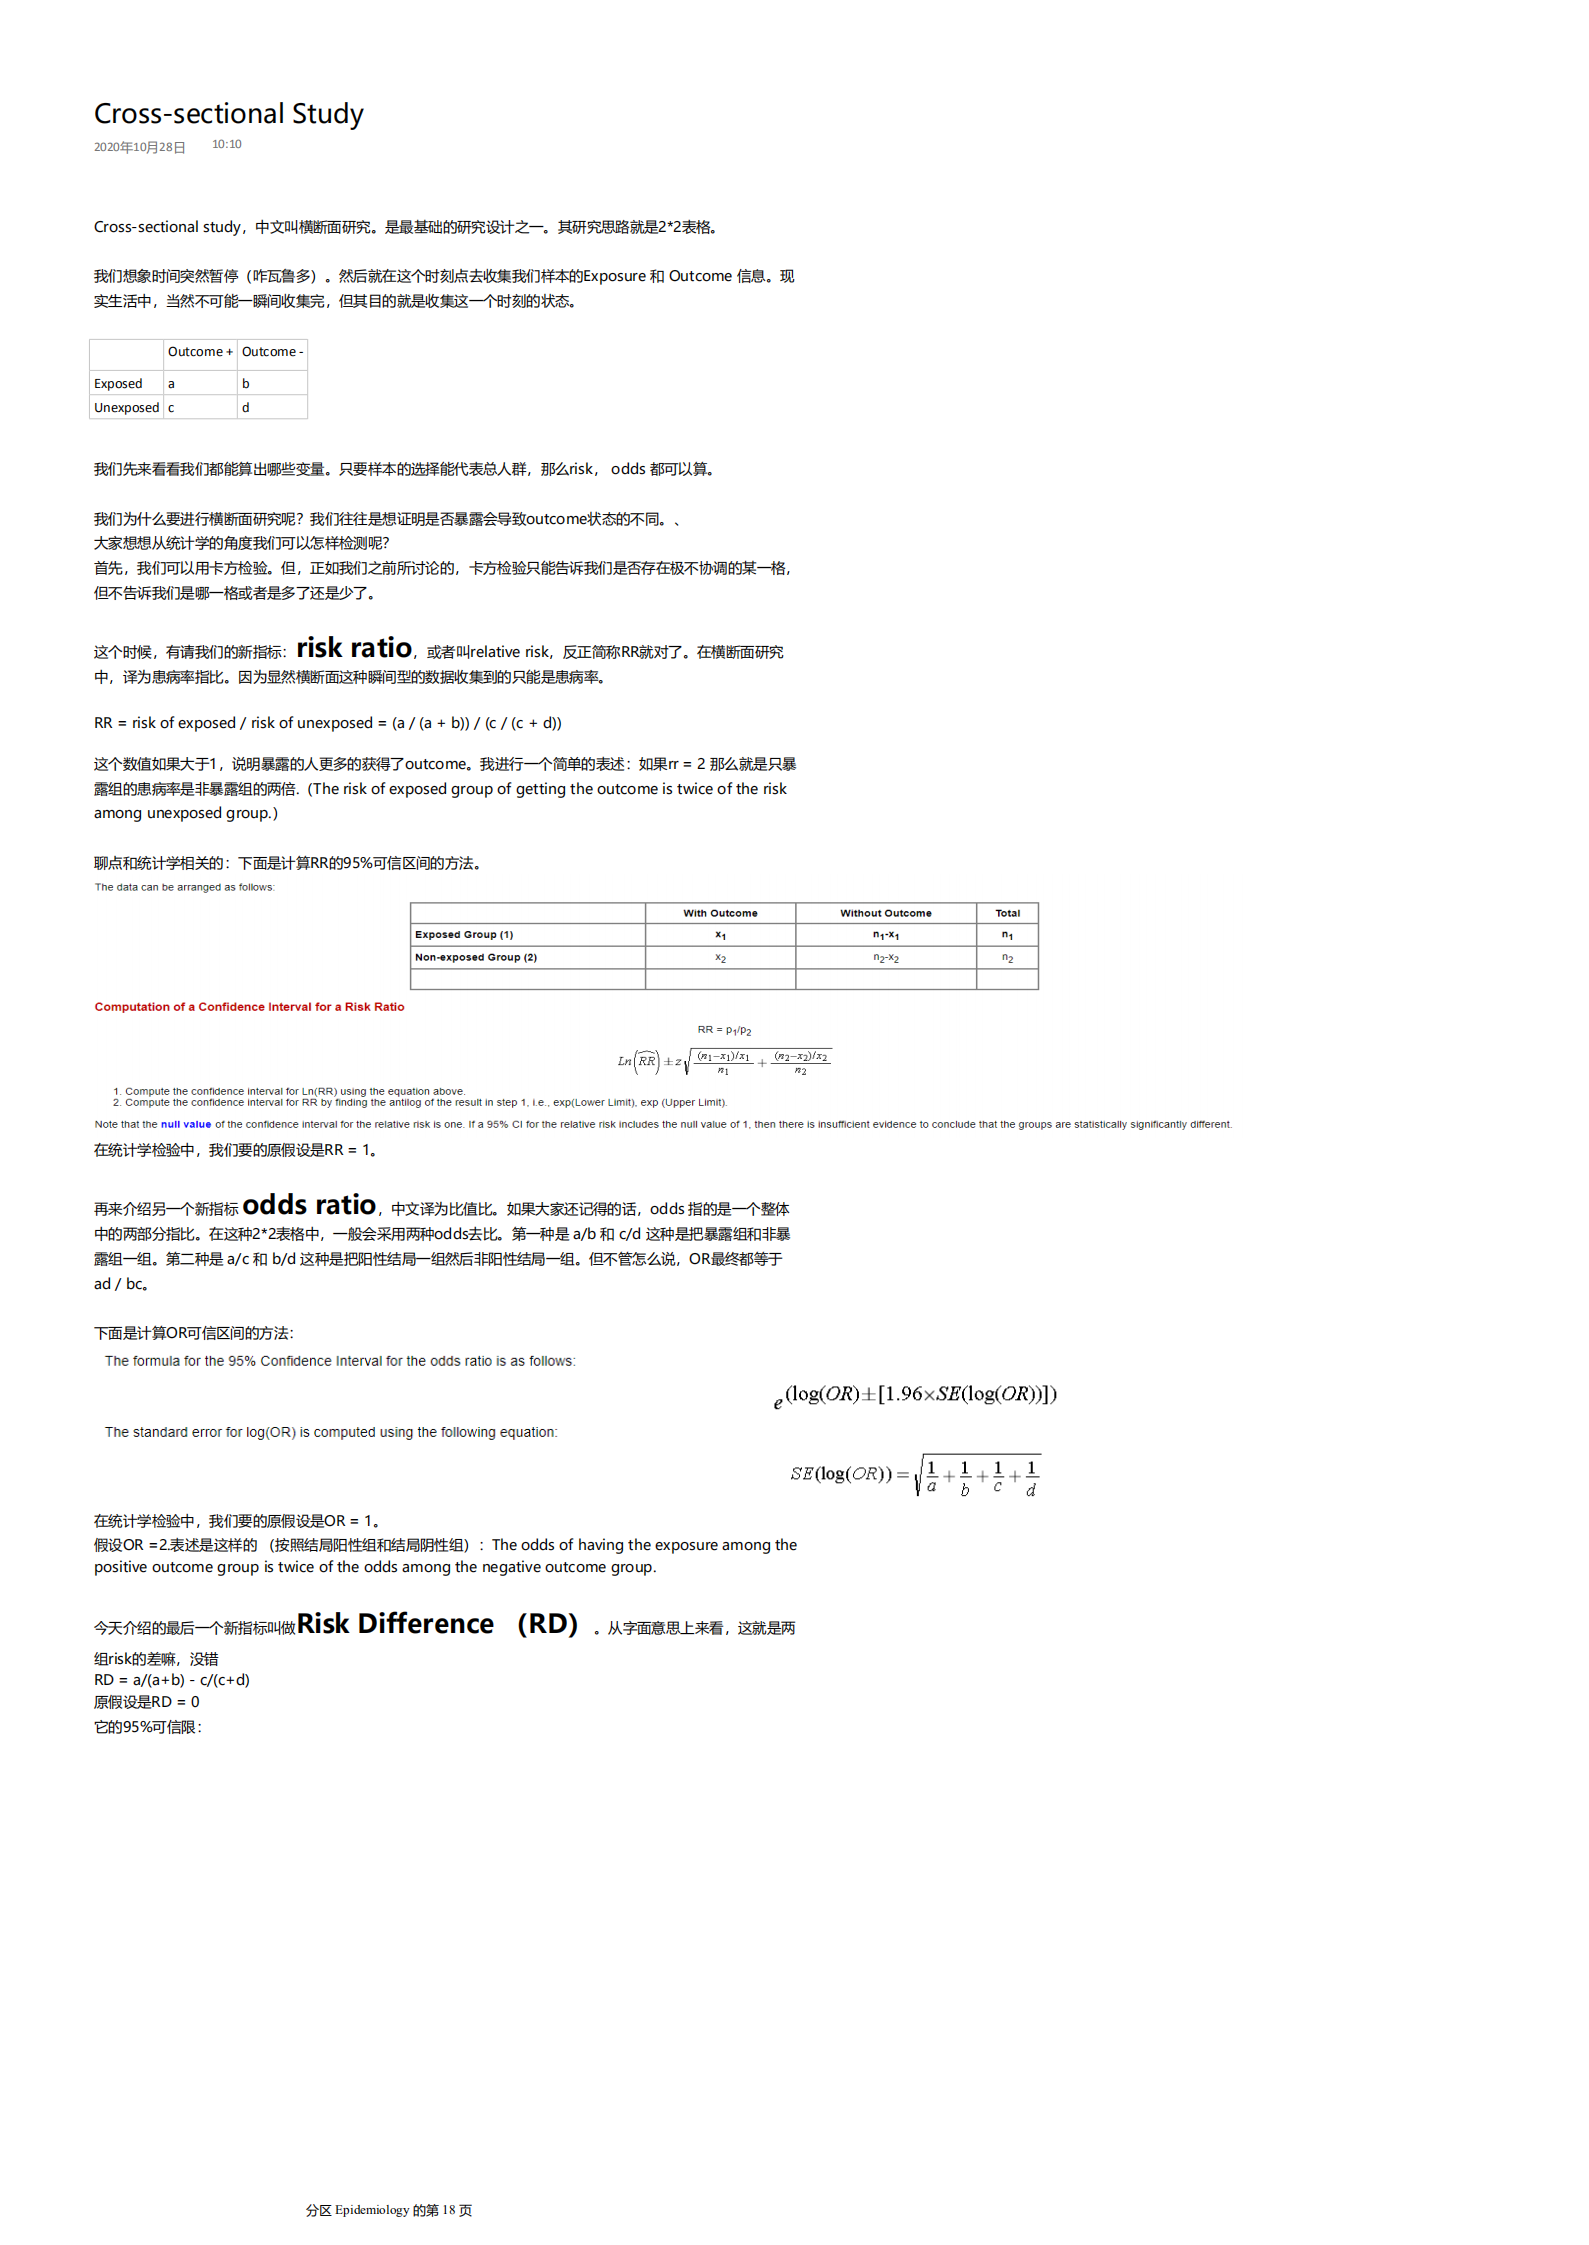 Cross-sectional Study
2020年10月28日 10:10
Cross-sectional study，中文叫横断面研究。是最基础的研究设计之一。其研究思路就是2*2表格。
我们想象时间突然暂停（咋瓦鲁多）。然后就在这个时刻点去收集我们样本的Exposure 和 Outcome 信息。现
实生活中，当然不可能一瞬间收集完，但其目的就是收集这一个时刻的状态。
Outcome + Outcome -
Exposed a b
Unexposed c d
我们先来看看我们都能算出哪些变量。只要样本的选择能代表总人群，那么risk， odds 都可以算。
我们为什么要进行横断面研究呢？我们往往是想证明是否暴露会导致outcome状态的不同。、
大家想想从统计学的角度我们可以怎样检测呢？
首先，我们可以用卡方检验。但，正如我们之前所讨论的，卡方检验只能告诉我们是否存在极不协调的某一格，
但不告诉我们是哪一格或者是多了还是少了。
这个时候，有请我们的新指标：risk ratio，或者叫relative risk，反正简称RR就对了。在横断面研究
中，译为患病率指比。因为显然横断面这种瞬间型的数据收集到的只能是患病率。
RR = risk of exposed / risk of unexposed = (a / (a + b)) / (c / (c + d))
这个数值如果大于1，说明暴露的人更多的获得了outcome。我进行一个简单的表述：如果rr = 2 那么就是只暴
露组的患病率是非暴露组的两倍.（The risk of exposed group of getting the outcome is twice of the risk
among unexposed group.）
聊点和统计学相关的：下面是计算RR的95%可信区间的方法。
The data can be arranged as follows:
With Outcome Without Outcome Total
Exposed Group (1) x1 n1-x1 n1
Non-exposed Group (2) x2 n2-x2 n2
Computation of a Confidence Interval for a Risk Ratio
RR = p1/p2
Ln(R̂R) ± z√((n1−x1)/x1 / n1 + (n2−x2)/x2 / n2)
1. Compute the confidence interval for Ln(RR) using the equation above.
2. Compute the confidence interval for RR by finding the antilog of the result in step 1, i.e., exp(Lower Limit), exp (Upper Limit).
Note that the null value of the confidence interval for the relative risk is one. If a 95% CI for the relative risk includes the null value of 1, then there is insufficient evidence to conclude that the groups are statistically significantly different.
在统计学检验中，我们要的原假设是RR = 1。
再来介绍另一个新指标 odds ratio，中文译为比值比。如果大家还记得的话，odds 指的是一个整体
中的两部分指比。在这种2*2表格中，一般会采用两种odds去比。第一种是 a/b 和 c/d 这种是把暴露组和非暴
露组一组。第二种是 a/c 和 b/d 这种是把阳性结局一组然后非阳性结局一组。但不管怎么说，OR最终都等于
ad / bc。
下面是计算OR可信区间的方法：
The formula for the 95% Confidence Interval for the odds ratio is as follows:
e^(log(OR)±[1.96×SE(log(OR))])
The standard error for log(OR) is computed using the following equation:
SE(log(OR)) = √(1/a + 1/b + 1/c + 1/d)
在统计学检验中，我们要的原假设是OR = 1。
假设OR =2.表述是这样的 （按照结局阳性组和结局阴性组）：The odds of having the exposure among the
positive outcome group is twice of the odds among the negative outcome group.
今天介绍的最后一个新指标叫做Risk Difference （RD）。从字面意思上来看，这就是两
组risk的差嘛，没错
RD = a/(a+b) - c/(c+d)
原假设是RD = 0
它的95%可信限：
分区 Epidemiology 的第 18 页